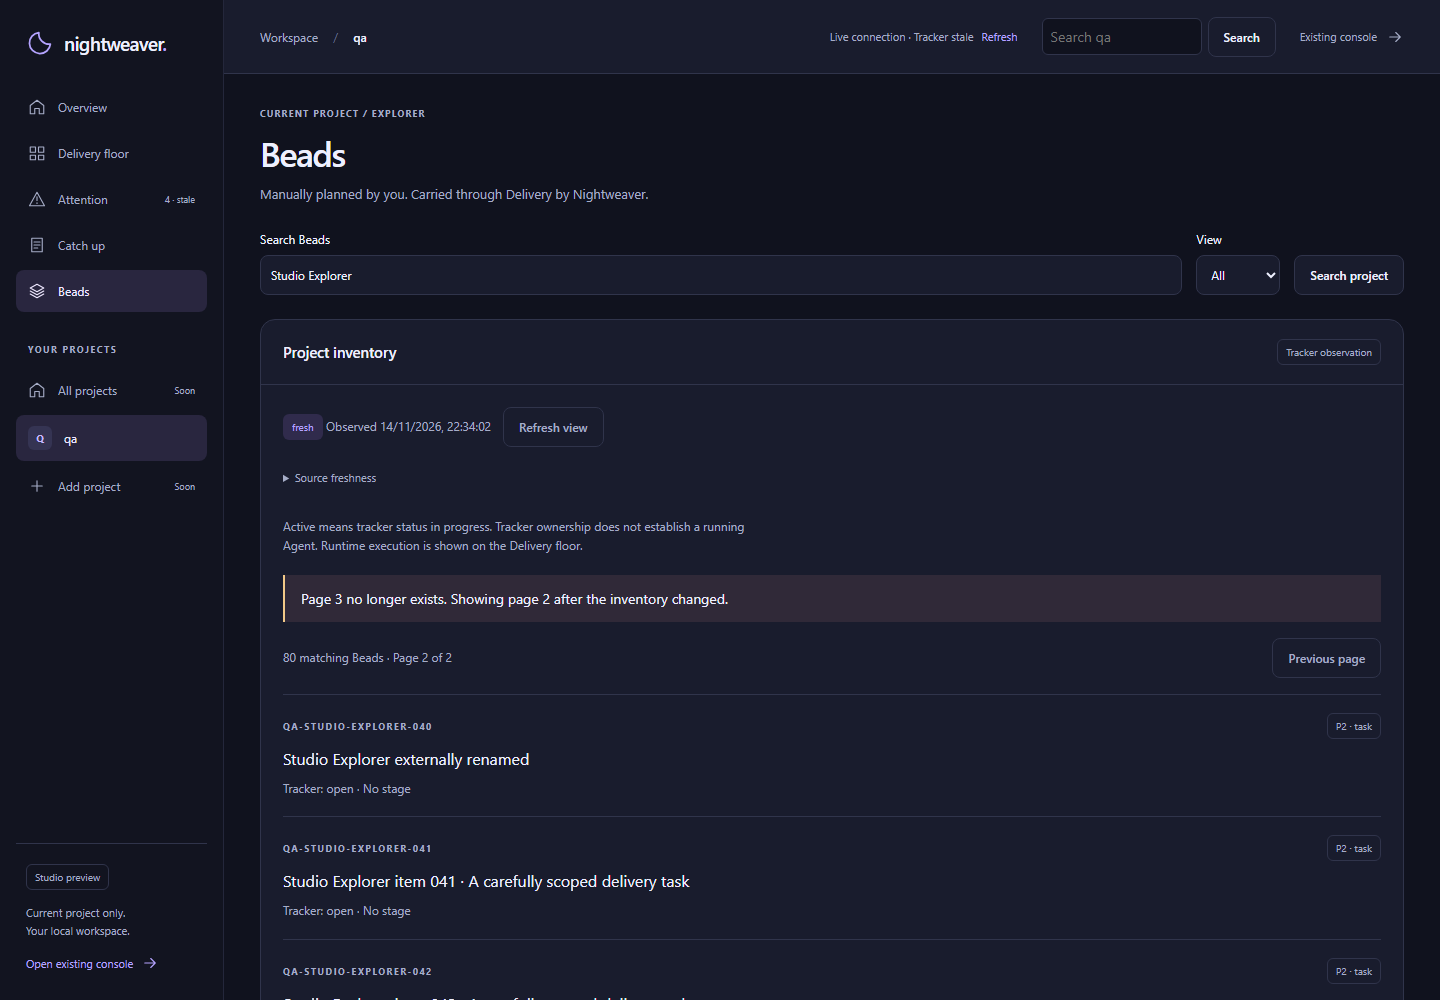 nightweaver.
Overview
Delivery floor
Attention
4 · stale
Catch up
Beads
YOUR PROJECTS
All projects
Soon
Q
qa
Add project
Soon
Studio preview
Current project only.
Your local workspace.
Open existing console
Workspace / qa
Live connection · Tracker stale
Refresh
Search qa
Search
Existing console
CURRENT PROJECT / EXPLORER
Beads
Manually planned by you. Carried through Delivery by Nightweaver.
Search Beads
View
Studio Explorer
All
Search project
Project inventory
Tracker observation
fresh
Observed 14/11/2026, 22:34:02
Refresh view
Source freshness
Active means tracker status in progress. Tracker ownership does not establish a running
Agent. Runtime execution is shown on the Delivery floor.
Page 3 no longer exists. Showing page 2 after the inventory changed.
80 matching Beads · Page 2 of 2
Previous page
QA-STUDIO-EXPLORER-040
P2 · task
Studio Explorer externally renamed
Tracker: open · No stage
QA-STUDIO-EXPLORER-041
P2 · task
Studio Explorer item 041 · A carefully scoped delivery task
Tracker: open · No stage
QA-STUDIO-EXPLORER-042
P2 · task